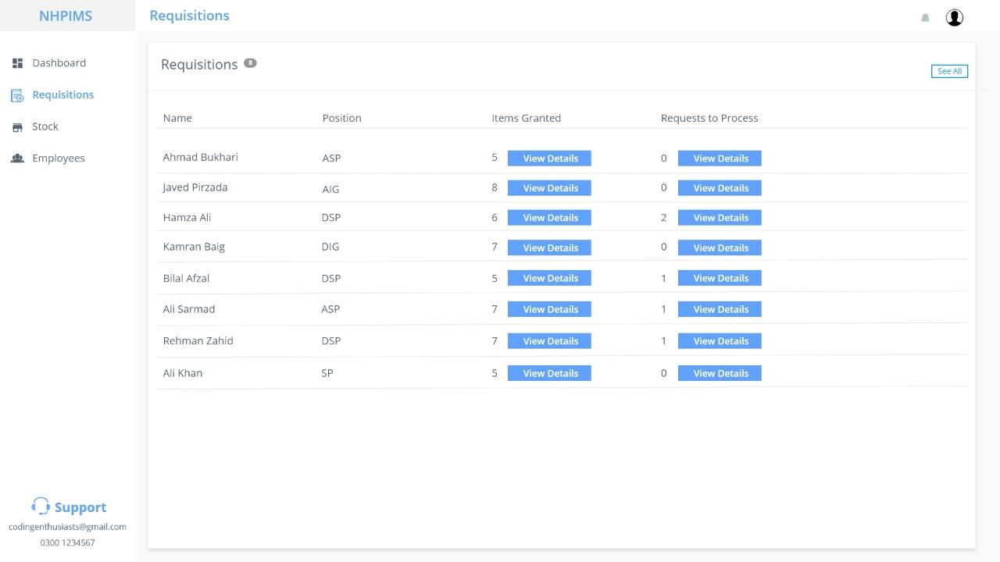 NHPIMS
Requisitions
Dashboard
Requisitions
Stock
Employees
Requisitions 8
See All
Name Position Items Granted Requests to Process
Ahmad Bukhari ASP 5 View Details 0 View Details
Javed Pirzada AIG 8 View Details 0 View Details
Hamza Ali DSP 6 View Details 2 View Details
Kamran Baig DIG 7 View Details 0 View Details
Bilal Afzal DSP 5 View Details 1 View Details
Ali Sarmad ASP 7 View Details 1 View Details
Rehman Zahid DSP 7 View Details 1 View Details
Ali Khan SP 5 View Details 0 View Details
Support
codingenthusiasts@gmail.com
0300 1234567